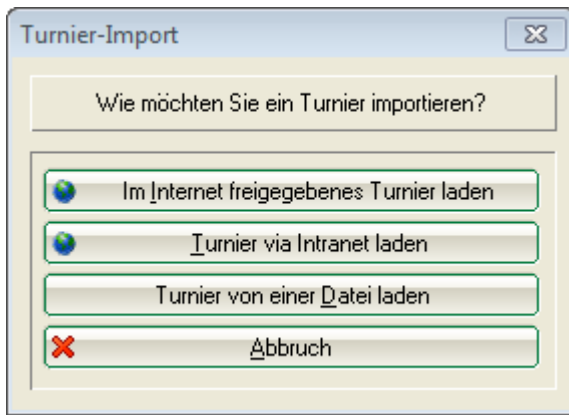 Turnier-Import
Wie möchten Sie ein Turnier importieren?
Im Internet freigegebenes Turnier laden
Turnier via Intranet laden
Turnier von einer Datei laden
Abbruch